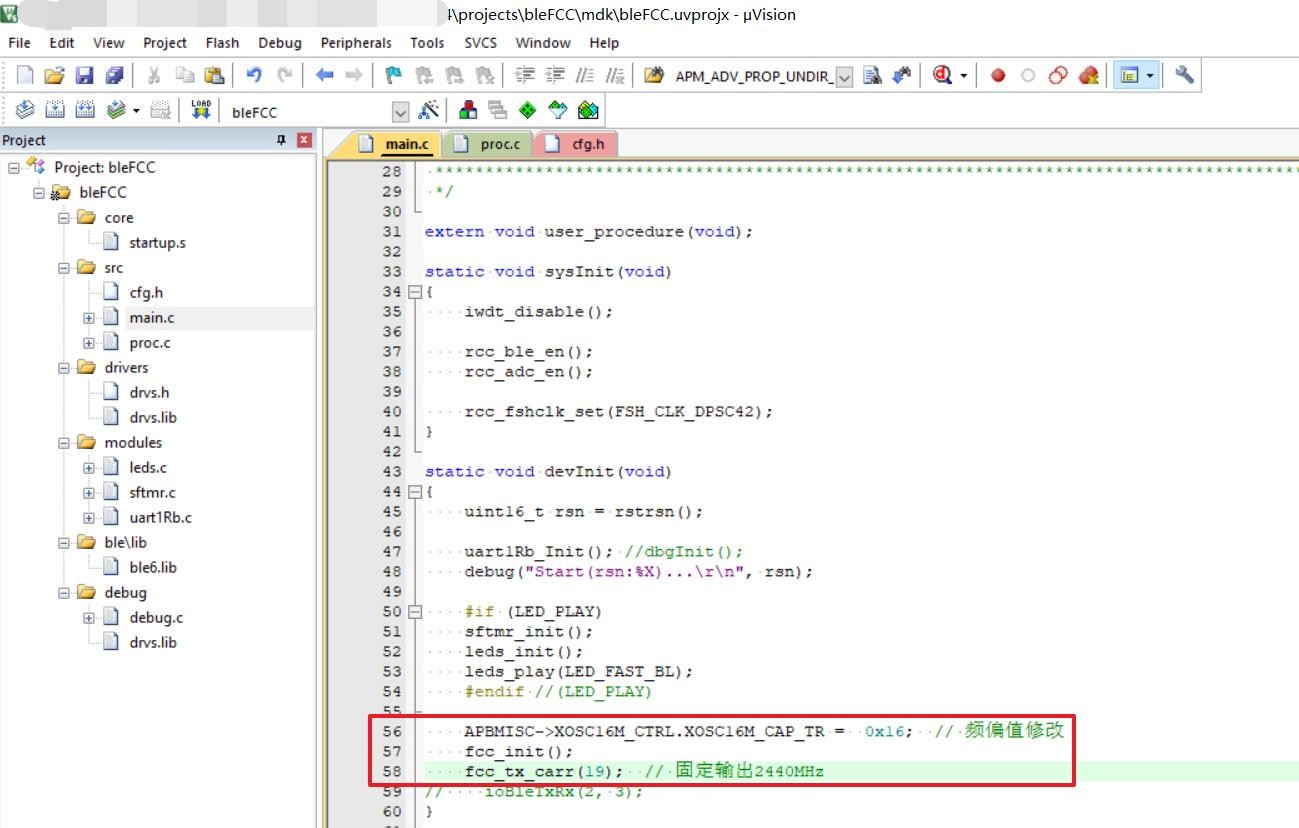 \projects\bleFCC\mdk\bleFCC.uvprojx - µVision
File Edit View Project Flash Debug Peripherals Tools SVCS Window Help
APM_ADV_PROP_UNDIR_
LOAD
bleFCC
Project
main.c
proc.c
cfg.h
Project: bleFCC
bleFCC
core
startup.s
src
cfg.h
main.c
proc.c
drivers
drvs.h
drvs.lib
modules
leds.c
sftmr.c
uart1Rb.c
ble\lib
ble6.lib
debug
debug.c
drvs.lib
28
29 */
30
31 extern void user_procedure(void);
32
33 static void sysInit(void)
34 {
35 iwdt_disable();
36
37 rcc_ble_en();
38 rcc_adc_en();
39
40 rcc_fshclk_set(FSH_CLK_DPSC42);
41 }
42
43 static void devInit(void)
44 {
45 uint16_t rsn = rstrsn();
46
47 uart1Rb_Init(); //dbgInit();
48 debug("Start(rsn:%X)...\r\n", rsn);
49
50 #if (LED_PLAY)
51 sftmr_init();
52 leds_init();
53 leds_play(LED_FAST_BL);
54 #endif //(LED_PLAY)
55
56 APBMISC->XOSC16M_CTRL.XOSC16M_CAP_TR = 0x16; // 频偏值修改
57 fcc_init();
58 fcc_tx_carr(19); // 固定输出2440MHz
59 // ioBleTxRx(2, 3);
60 }